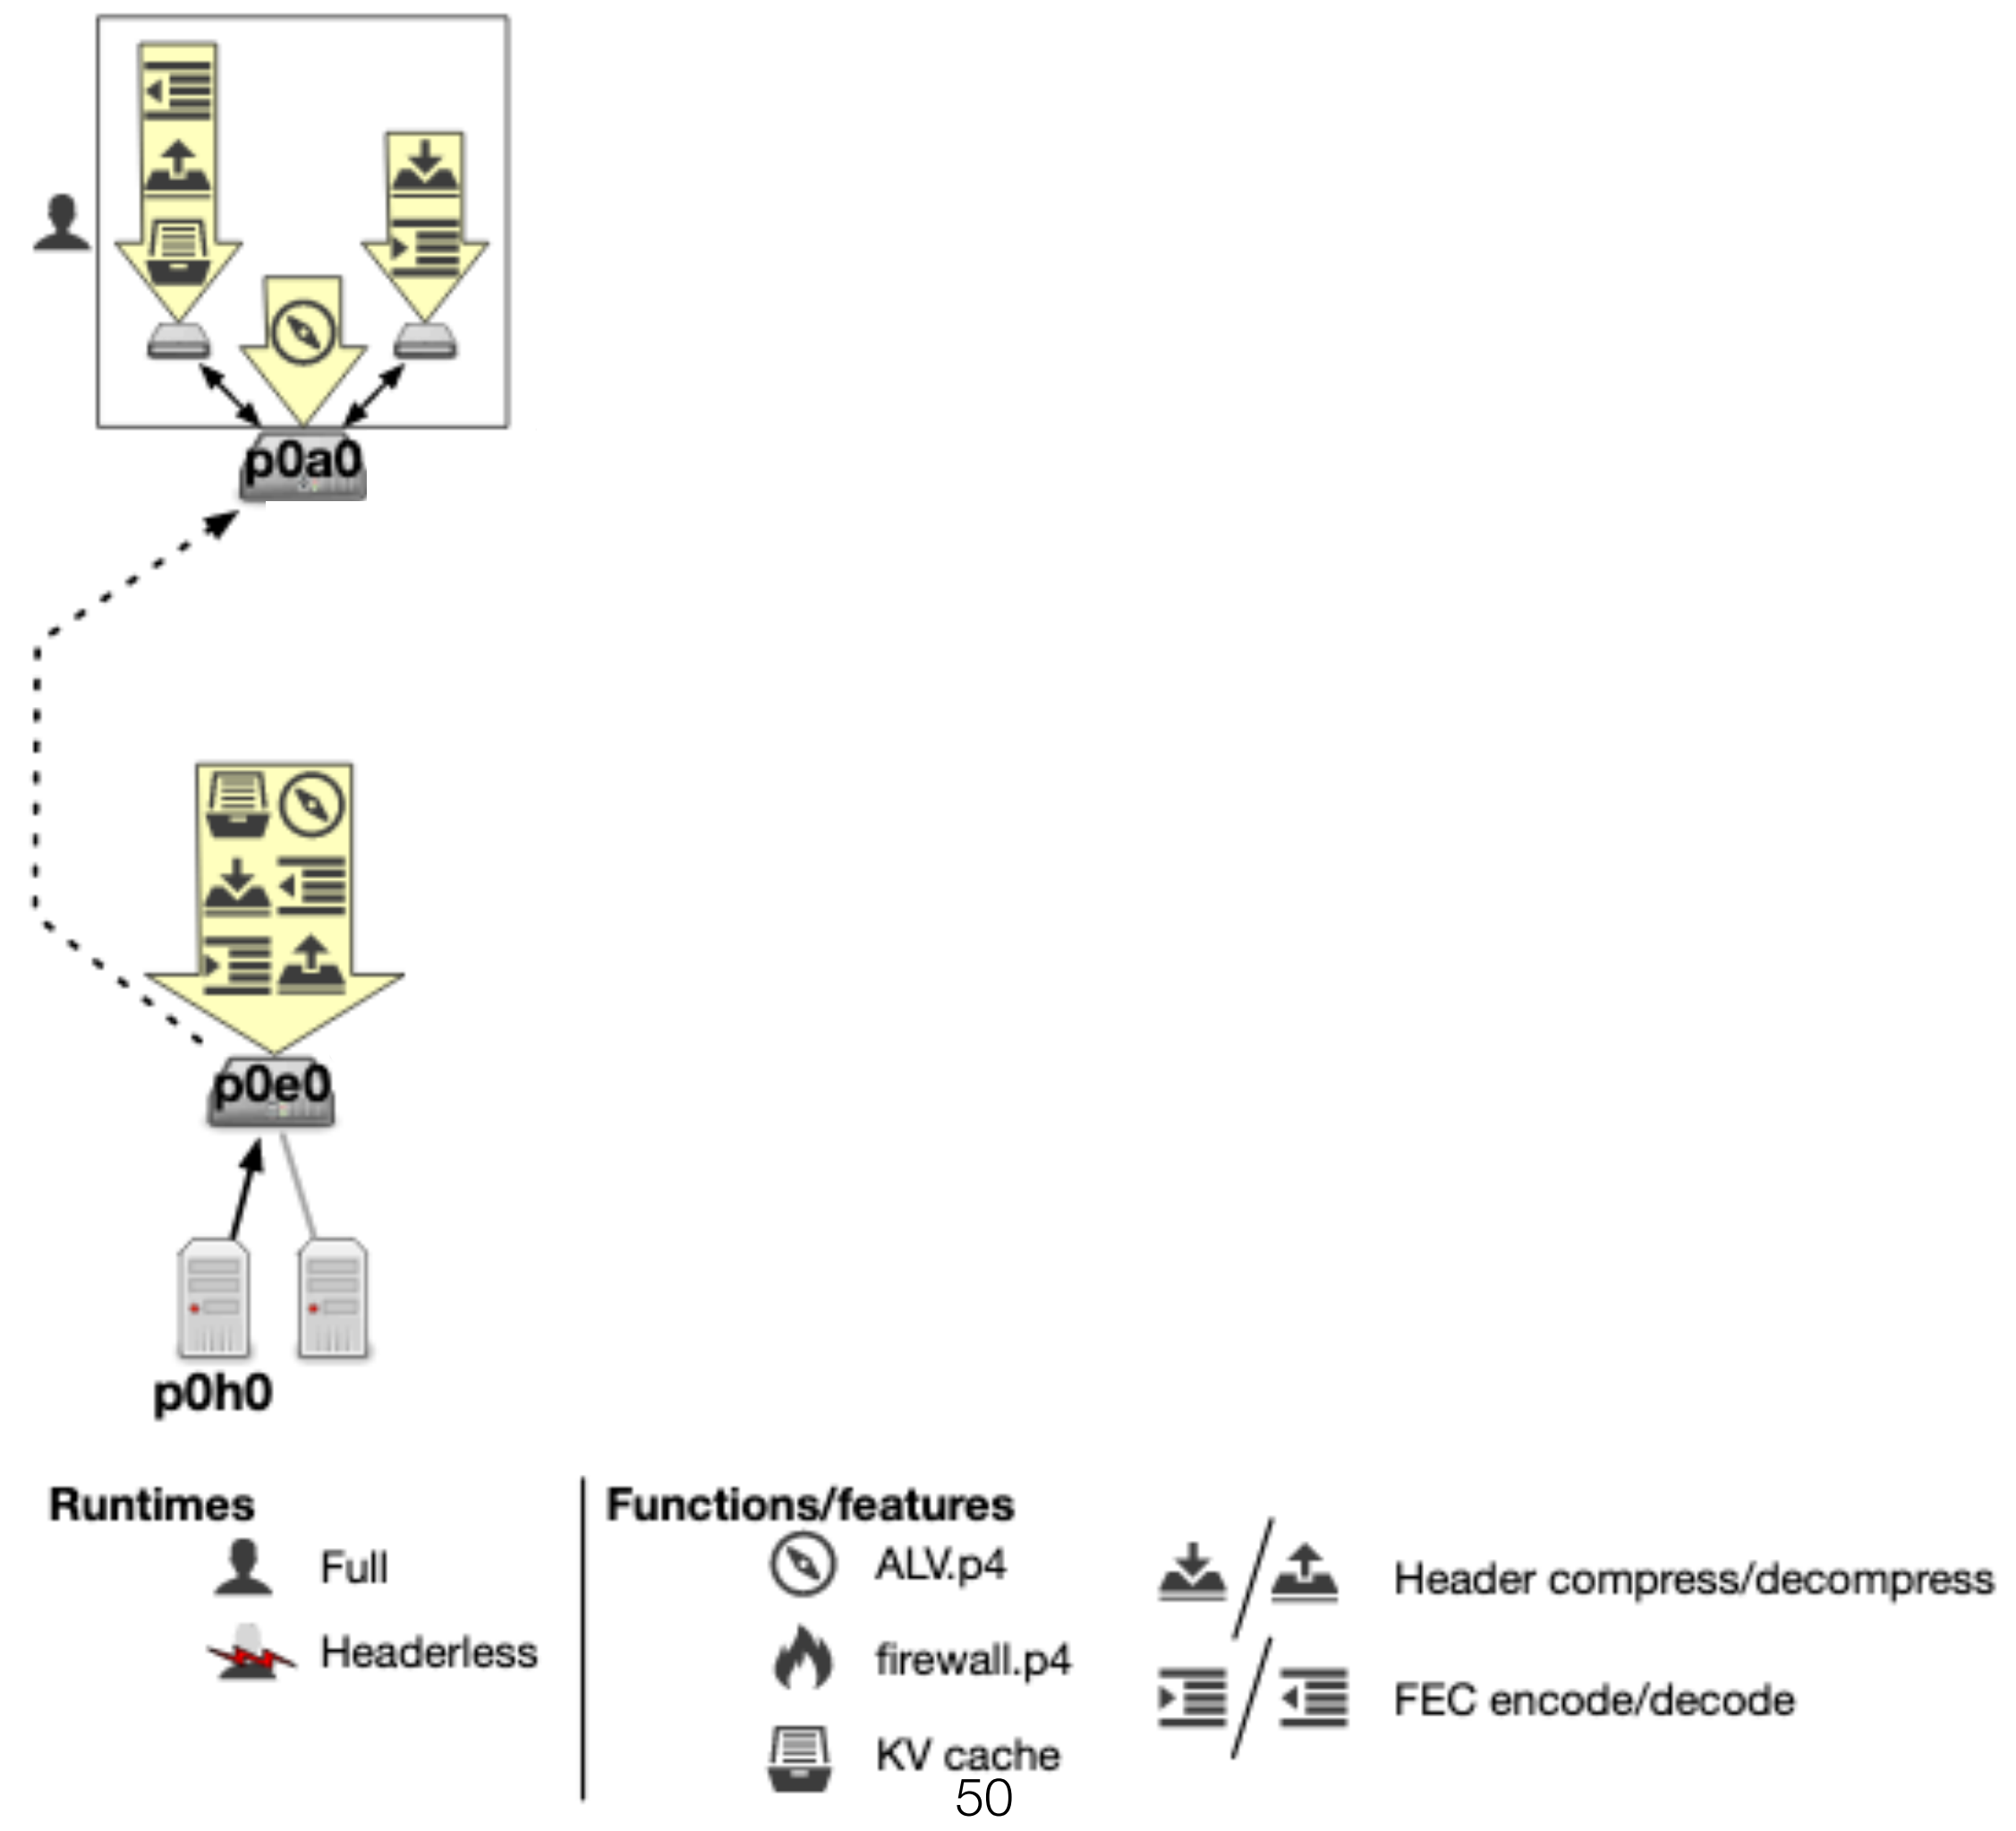 p0a0
p0e0
p0h0
Runtimes
Full
Headerless
Functions/features
ALV.p4
firewall.p4
KV cache
Header compress/decompress
FEC encode/decode
50